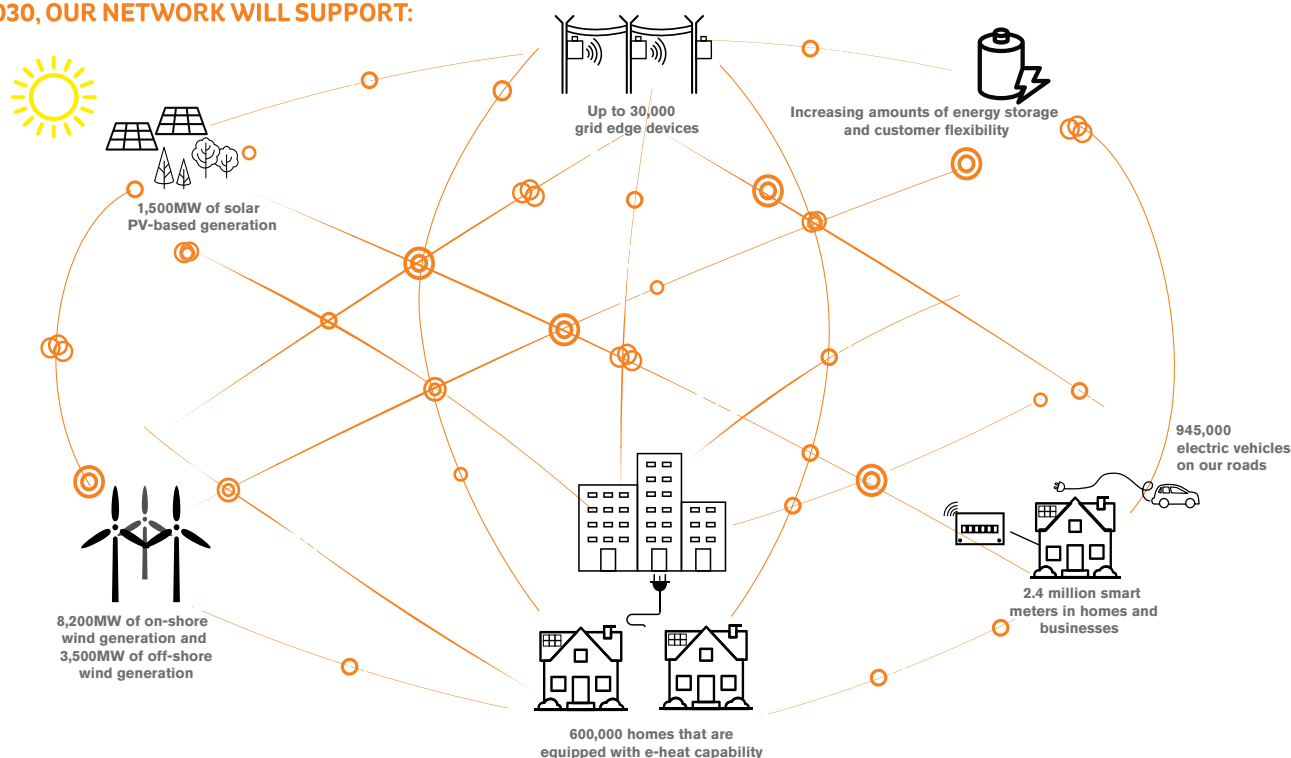 030, OUR NETWORK WILL SUPPORT:
Up to 30,000
grid edge devices
Increasing amounts of energy storage
and customer flexibility
1,500MW of solar
PV-based generation
945,000
electric vehicles
on our roads
8,200MW of on-shore
wind generation and
3,500MW of off-shore
wind generation
2.4 million smart
meters in homes and
businesses
600,000 homes that are
equipped with e-heat capability